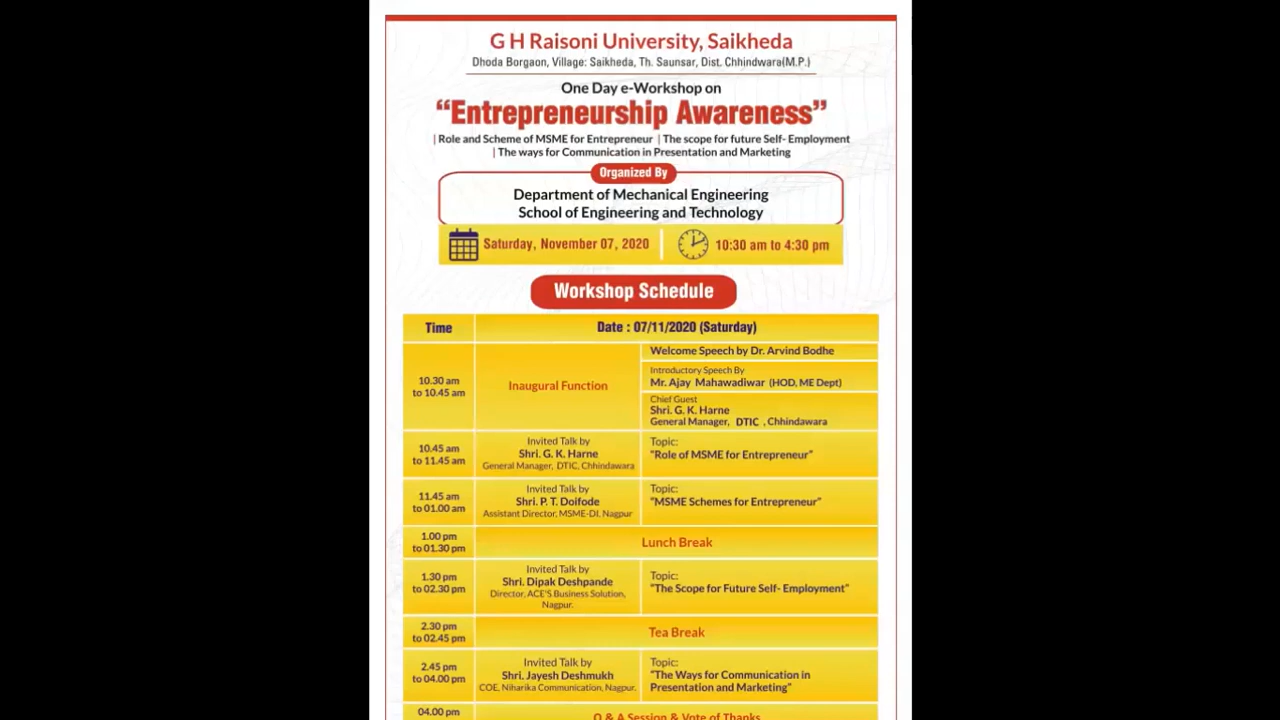 G H Raisoni University, Saikheda
Dhoda Borgaon, Village: Saikheda, Th. Saunsar, Dist. Chhindwara(M.P.)
One Day e-Workshop on
“Entrepreneurship Awareness”
| Role and Scheme of MSME for Entrepreneur | The scope for future Self- Employment
| The ways for Communication in Presentation and Marketing
Organized By
Department of Mechanical Engineering
School of Engineering and Technology
Saturday, November 07, 2020 | 10:30 am to 4:30 pm
Workshop Schedule
Time
Date : 07/11/2020 (Saturday)
10.30 am
to 10.45 am
Inaugural Function
Welcome Speech by Dr. Arvind Bodhe
Introductory Speech By
Mr. Ajay Mahawadiwar (HOD, ME Dept)
Chief Guest
Shri. G. K. Harne
General Manager, DTIC , Chhindawara
10.45 am
to 11.45 am
Invited Talk by
Shri. G. K. Harne
General Manager, DTIC, Chhindawara
Topic:
“Role of MSME for Entrepreneur”
11.45 am
to 01.00 am
Invited Talk by
Shri. P. T. Doifode
Assistant Director, MSME-DI, Nagpur
Topic:
“MSME Schemes for Entrepreneur”
1.00 pm
to 01.30 pm
Lunch Break
1.30 pm
to 02.30 pm
Invited Talk by
Shri. Dipak Deshpande
Director, ACE'S Business Solution,
Nagpur.
Topic:
“The Scope for Future Self- Employment”
2.30 pm
to 02.45 pm
Tea Break
2.45 pm
to 04.00 pm
Invited Talk by
Shri. Jayesh Deshmukh
COE, Niharika Communication, Nagpur.
Topic:
“The Ways for Communication in
Presentation and Marketing”
04.00 pm
Q & A Session & Vote of Thanks